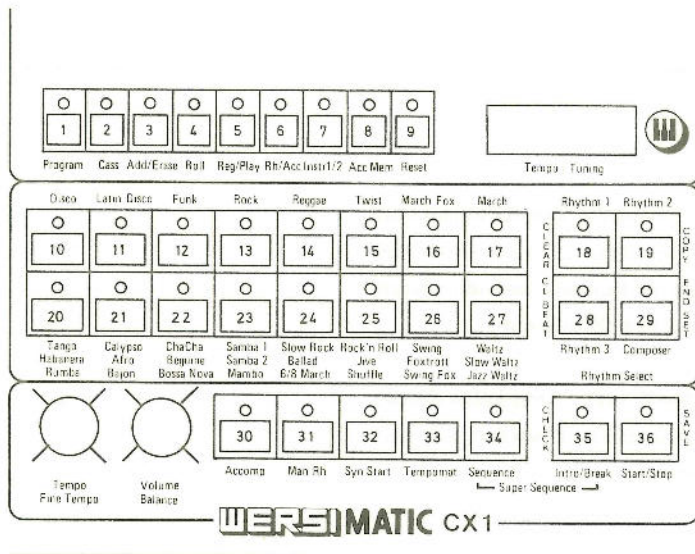 1 2 3 4 5 6 7 8 9
Program Cass Add/Erase Roll Reg/Play Rh/Acc Instr1/2 Acc Mem Reset
Tempo Tuning
Disco Latin Disco Funk Rock Reggae Twist March Fox March
Rhythm 1 Rhythm 2
10 11 12 13 14 15 16 17
CLEAR
18 19
COPY
20 21 22 23 24 25 26 27
CL BEAT
28 29
END SET
Tango Calypso ChaCha Samba 1 Slow Rock Rock'n Roll Swing Waltz
Habanera Afro Beguine Samba 2 Ballad Jive Foxtrott Slow Waltz
Rumba Bajon Bossa Nova Mambo 6/8 March Shuffle Swing Fox Jazz Waltz
Rhythm 3 Composer
Rhythm Select
30 31 32 33 34
CHECK
35 36
SAVE
Accomp Man Rh Syn Start Tempomat Sequence Intro/Break Start/Stop
Super Sequence
Tempo Volume
Fine Tempo Balance
WERSIMATIC CX1